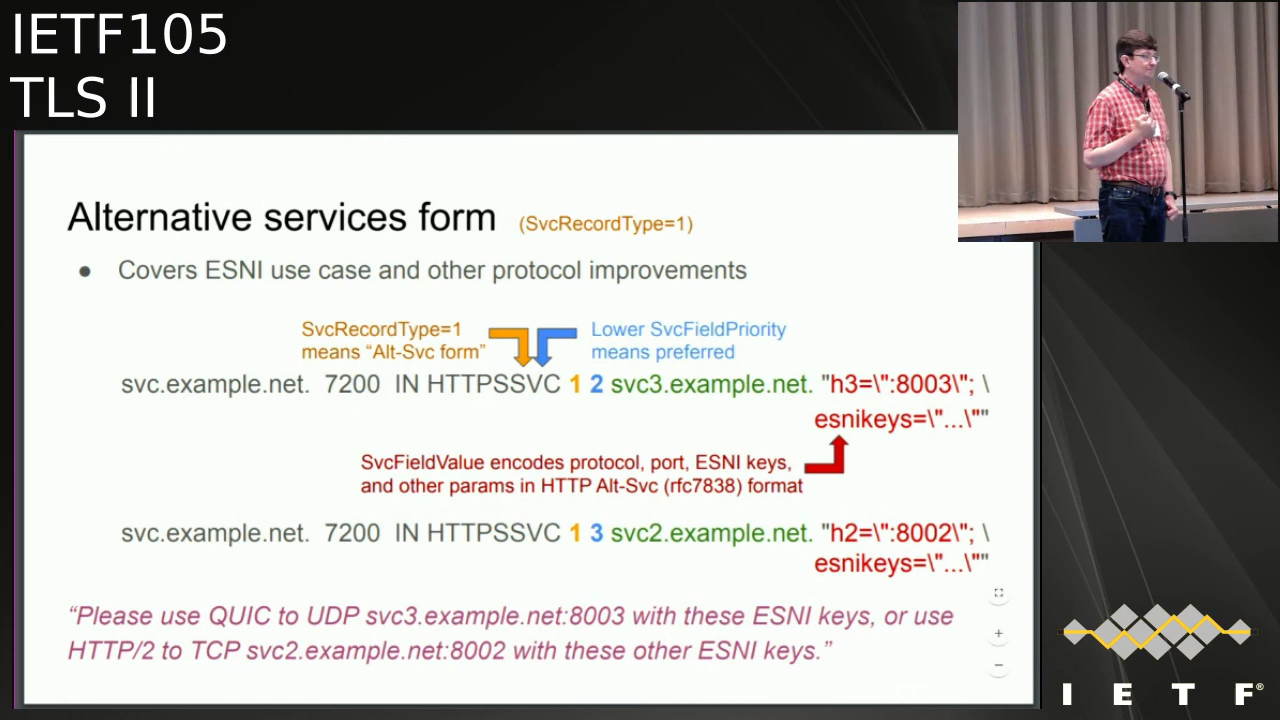 IETF105
TLS II
Alternative services form (SvcRecordType=1)
● Covers ESNI use case and other protocol improvements
SvcRecordType=1
means “Alt-Svc form”
Lower SvcFieldPriority
means preferred
svc.example.net. 7200 IN HTTPSSVC 1 2 svc3.example.net. "h3=\":8003\"; \
esnikeys=\"...\""
SvcFieldValue encodes protocol, port, ESNI keys,
and other params in HTTP Alt-Svc (rfc7838) format
svc.example.net. 7200 IN HTTPSSVC 1 3 svc2.example.net. "h2=\":8002\"; \
esnikeys=\"...\""
“Please use QUIC to UDP svc3.example.net:8003 with these ESNI keys, or use
HTTP/2 to TCP svc2.example.net:8002 with these other ESNI keys.”
I E T F®